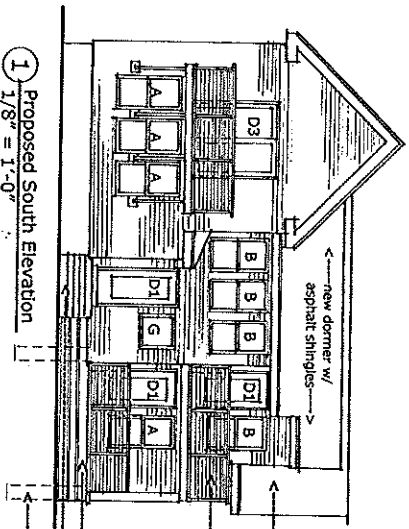 <----new dormer w/
asphalt shingles---->
D3
B
B
B
D1
B
A
A
A
D1
G
D1
A
1
Proposed South Elevation
1/8" = 1'-0"